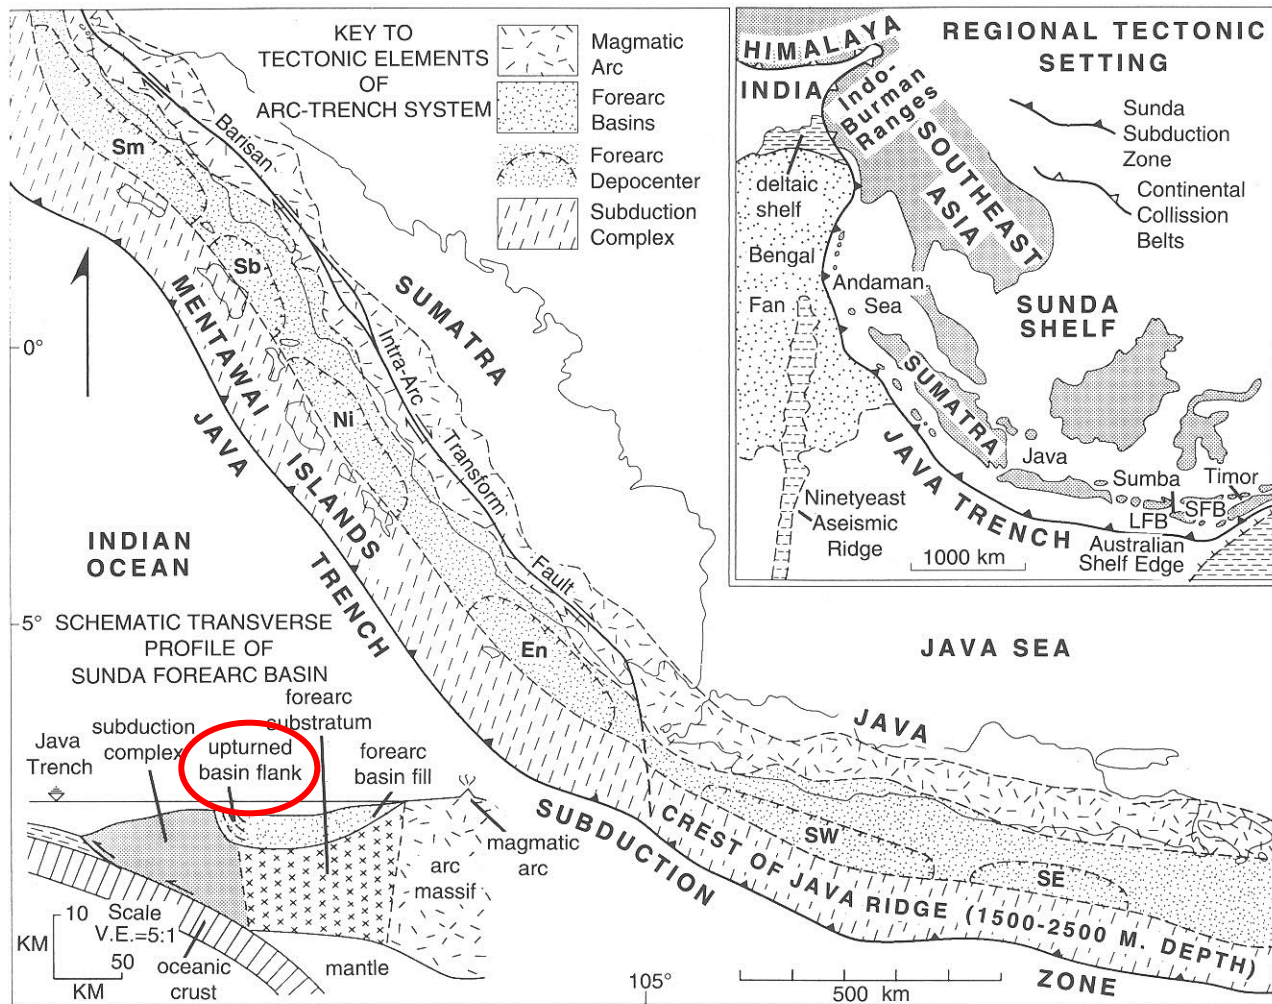 KEY TO
TECTONIC ELEMENTS
OF
ARC-TRENCH SYSTEM
Magmatic
Arc
Forearc
Basins
Forearc
Depocenter
Subduction
Complex
Barisan
Intra-Arc
Transform
Fault
Sm
Sb
Ni
En
SW
SE
SUMATRA
MENTAWAI
ISLANDS
JAVA
TRENCH
SUBDUCTION
ZONE
CREST OF JAVA RIDGE (1500-2500 M. DEPTH)
INDIAN
OCEAN
JAVA SEA
JAVA
0°
5°
105°
500 km
REGIONAL TECTONIC
SETTING
Sunda
Subduction
Zone
Continental
Collission
Belts
HIMALAYA
INDIA
Indo-
Burman
Ranges
SOUTHEAST
ASIA
deltaic
shelf
Bengal
Fan
Andaman
Sea
SUNDA
SHELF
SUMATRA
Java
Sumba
Timor
LFB
SFB
JAVA TRENCH
Australian
Shelf Edge
Ninetyeast
Aseismic
Ridge
1000 km
SCHEMATIC TRANSVERSE
PROFILE OF
SUNDA FOREARC BASIN
Java
Trench
subduction
complex
upturned
basin flank
forearc
substratum
forearc
basin fill
magmatic
arc
arc
massif
mantle
oceanic
crust
10
KM
Scale
V.E.=5:1
50
KM